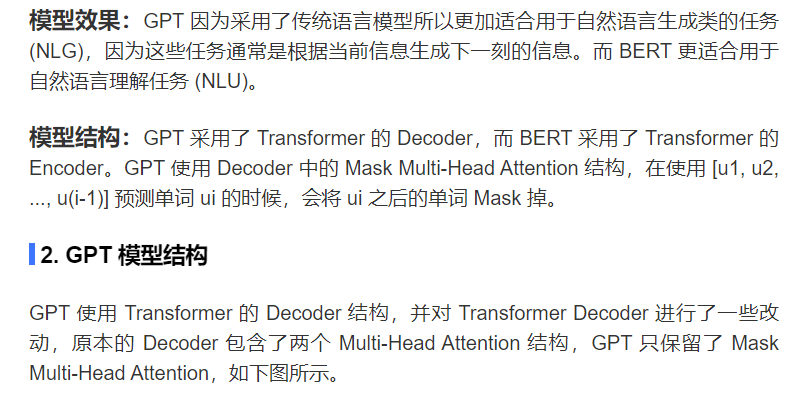 模型效果：GPT 因为采用了传统语言模型所以更加适合用于自然语言生成类的任务
(NLG)，因为这些任务通常是根据当前信息生成下一刻的信息。而 BERT 更适合用于
自然语言理解任务 (NLU)。
模型结构：GPT 采用了 Transformer 的 Decoder，而 BERT 采用了 Transformer 的
Encoder。GPT 使用 Decoder 中的 Mask Multi-Head Attention 结构，在使用 [u1, u2,
..., u(i-1)] 预测单词 ui 的时候，会将 ui 之后的单词 Mask 掉。
2. GPT 模型结构
GPT 使用 Transformer 的 Decoder 结构，并对 Transformer Decoder 进行了一些改
动，原本的 Decoder 包含了两个 Multi-Head Attention 结构，GPT 只保留了 Mask
Multi-Head Attention，如下图所示。